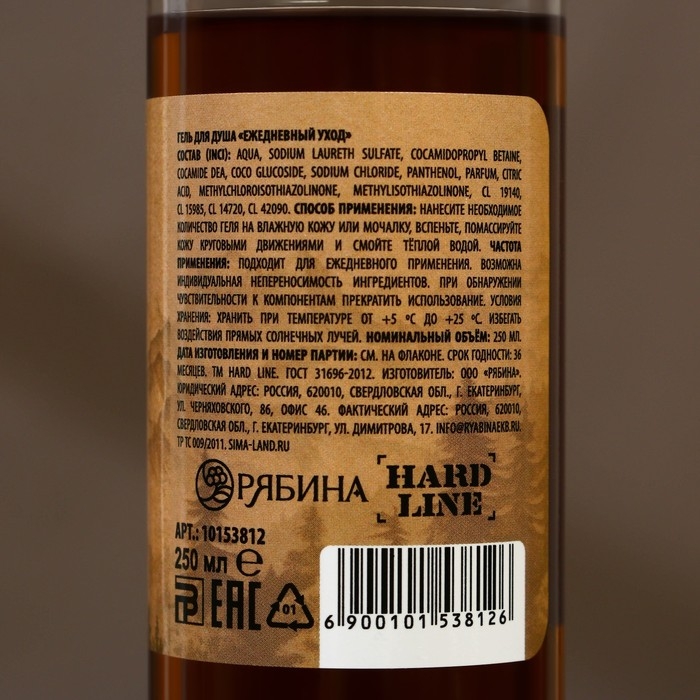 ГЕЛЬ ДЛЯ ДУША «ЕЖЕДНЕВНЫЙ УХОД»
СОСТАВ (INCI): AQUA, SODIUM LAURETH SULFATE, COCAMIDOPROPYL BETAINE,
COCAMIDE DEA, COCO GLUCOSIDE, SODIUM CHLORIDE, PANTHENOL, PARFUM, CITRIC
ACID, METHYLCHLOROISOTHIAZOLINONE, METHYLISOTHIAZOLINONE, CL 19140,
CL 15985, CL 14720, CL 42090. СПОСОБ ПРИМЕНЕНИЯ: НАНЕСИТЕ НЕОБХОДИМОЕ
КОЛИЧЕСТВО ГЕЛЯ НА ВЛАЖНУЮ КОЖУ ИЛИ МОЧАЛКУ, ВСПЕНЬТЕ, ПОМАССИРУЙТЕ
КОЖУ КРУГОВЫМИ ДВИЖЕНИЯМИ И СМОЙТЕ ТЁПЛОЙ ВОДОЙ. ЧАСТОТА
ПРИМЕНЕНИЯ: ПОДХОДИТ ДЛЯ ЕЖЕДНЕВНОГО ПРИМЕНЕНИЯ. ВОЗМОЖНА
ИНДИВИДУАЛЬНАЯ НЕПЕРЕНОСИМОСТЬ ИНГРЕДИЕНТОВ. ПРИ ОБНАРУЖЕНИИ
ЧУВСТВИТЕЛЬНОСТИ К КОМПОНЕНТАМ ПРЕКРАТИТЬ ИСПОЛЬЗОВАНИЕ. УСЛОВИЯ
ХРАНЕНИЯ: ХРАНИТЬ ПРИ ТЕМПЕРАТУРЕ ОТ +5 °С ДО +25 °С. ИЗБЕГАТЬ
ВОЗДЕЙСТВИЯ ПРЯМЫХ СОЛНЕЧНЫХ ЛУЧЕЙ. НОМИНАЛЬНЫЙ ОБЪЁМ: 250 МЛ.
ДАТА ИЗГОТОВЛЕНИЯ И НОМЕР ПАРТИИ: СМ. НА ФЛАКОНЕ. СРОК ГОДНОСТИ: 36
МЕСЯЦЕВ. ТМ HARD LINE. ГОСТ 31696-2012. ИЗГОТОВИТЕЛЬ: ООО «РЯБИНА».
ЮРИДИЧЕСКИЙ АДРЕС: РОССИЯ, 620010, СВЕРДЛОВСКАЯ ОБЛ., Г. ЕКАТЕРИНБУРГ,
УЛ. ЧЕРНЯХОВСКОГО, 86, ОФИС 46. ФАКТИЧЕСКИЙ АДРЕС: РОССИЯ, 620010,
СВЕРДЛОВСКАЯ ОБЛ., Г. ЕКАТЕРИНБУРГ, УЛ. ДИМИТРОВА, 17. INFO@RYABINAEKB.RU.
ТР ТС 009/2011. SIMA-LAND.RU
РЯБИНА
HARD
LINE
АРТ.: 10153812
250 МЛ e
РСТ EAC 01
6 900101 538126